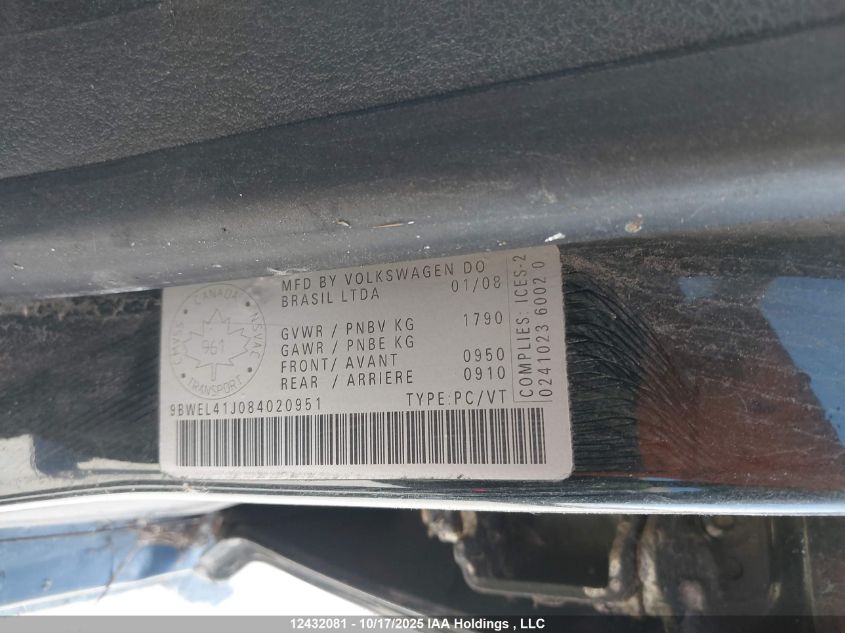 MFD BY VOLKSWAGEN DO
BRASIL LTDA 01/08
GVWR / PNBV KG 1790
GAWR / PNBE KG
FRONT/ AVANT 0950
REAR / ARRIERE 0910
9BWEL41J084020951 TYPE:PC/VT
COMPLIES: ICES-2
0241023 6002 0
CANADA
NSVAC
TRANSPORT
961
12432081 - 10/17/2025 IAA Holdings , LLC